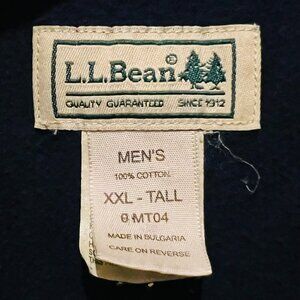 L.L.Bean®
QUALITY GUARANTEED SINCE 1912
MEN'S
100% COTTON
XXL - TALL
0 MT04
MADE IN BULGARIA
CARE ON REVERSE